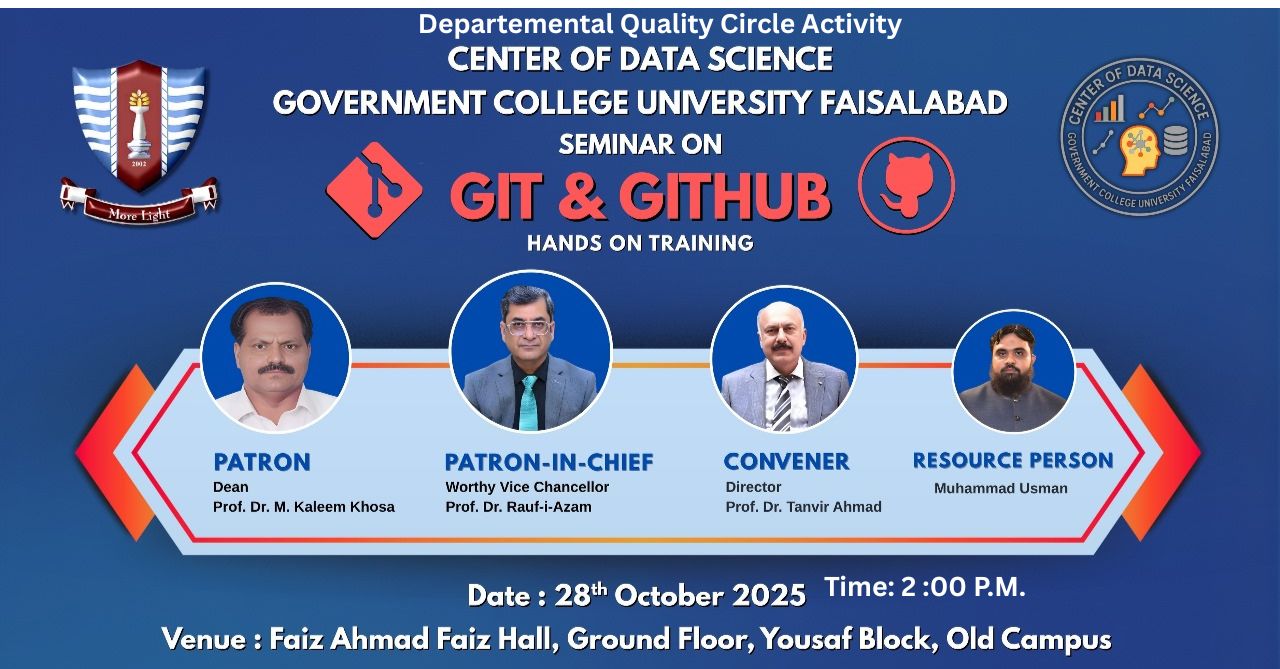 Departemental Quality Circle Activity
CENTER OF DATA SCIENCE
GOVERNMENT COLLEGE UNIVERSITY FAISALABAD
SEMINAR ON
GIT & GITHUB
HANDS ON TRAINING
2002
More Light
CENTER OF DATA SCIENCE
GOVERNMENT COLLEGE UNIVERSITY FAISALABAD
PATRON
Dean
Prof. Dr. M. Kaleem Khosa
PATRON-IN-CHIEF
Worthy Vice Chancellor
Prof. Dr. Rauf-i-Azam
CONVENER
Director
Prof. Dr. Tanvir Ahmad
RESOURCE PERSON
Muhammad Usman
Date : 28th October 2025 Time: 2 :00 P.M.
Venue : Faiz Ahmad Faiz Hall, Ground Floor, Yousaf Block, Old Campus